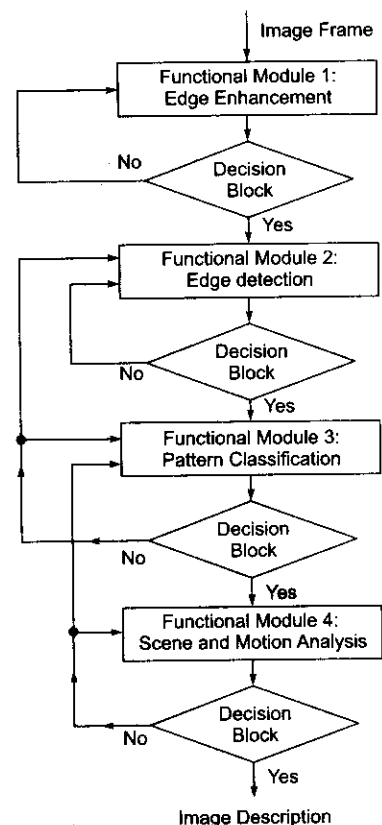 Image Frame
Functional Module 1:
Edge Enhancement
No
Decision
Block
Yes
Functional Module 2:
Edge detection
No
Decision
Block
Yes
Functional Module 3:
Pattern Classification
No
Decision
Block
Yes
Functional Module 4:
Scene and Motion Analysis
No
Decision
Block
Yes
Image Description